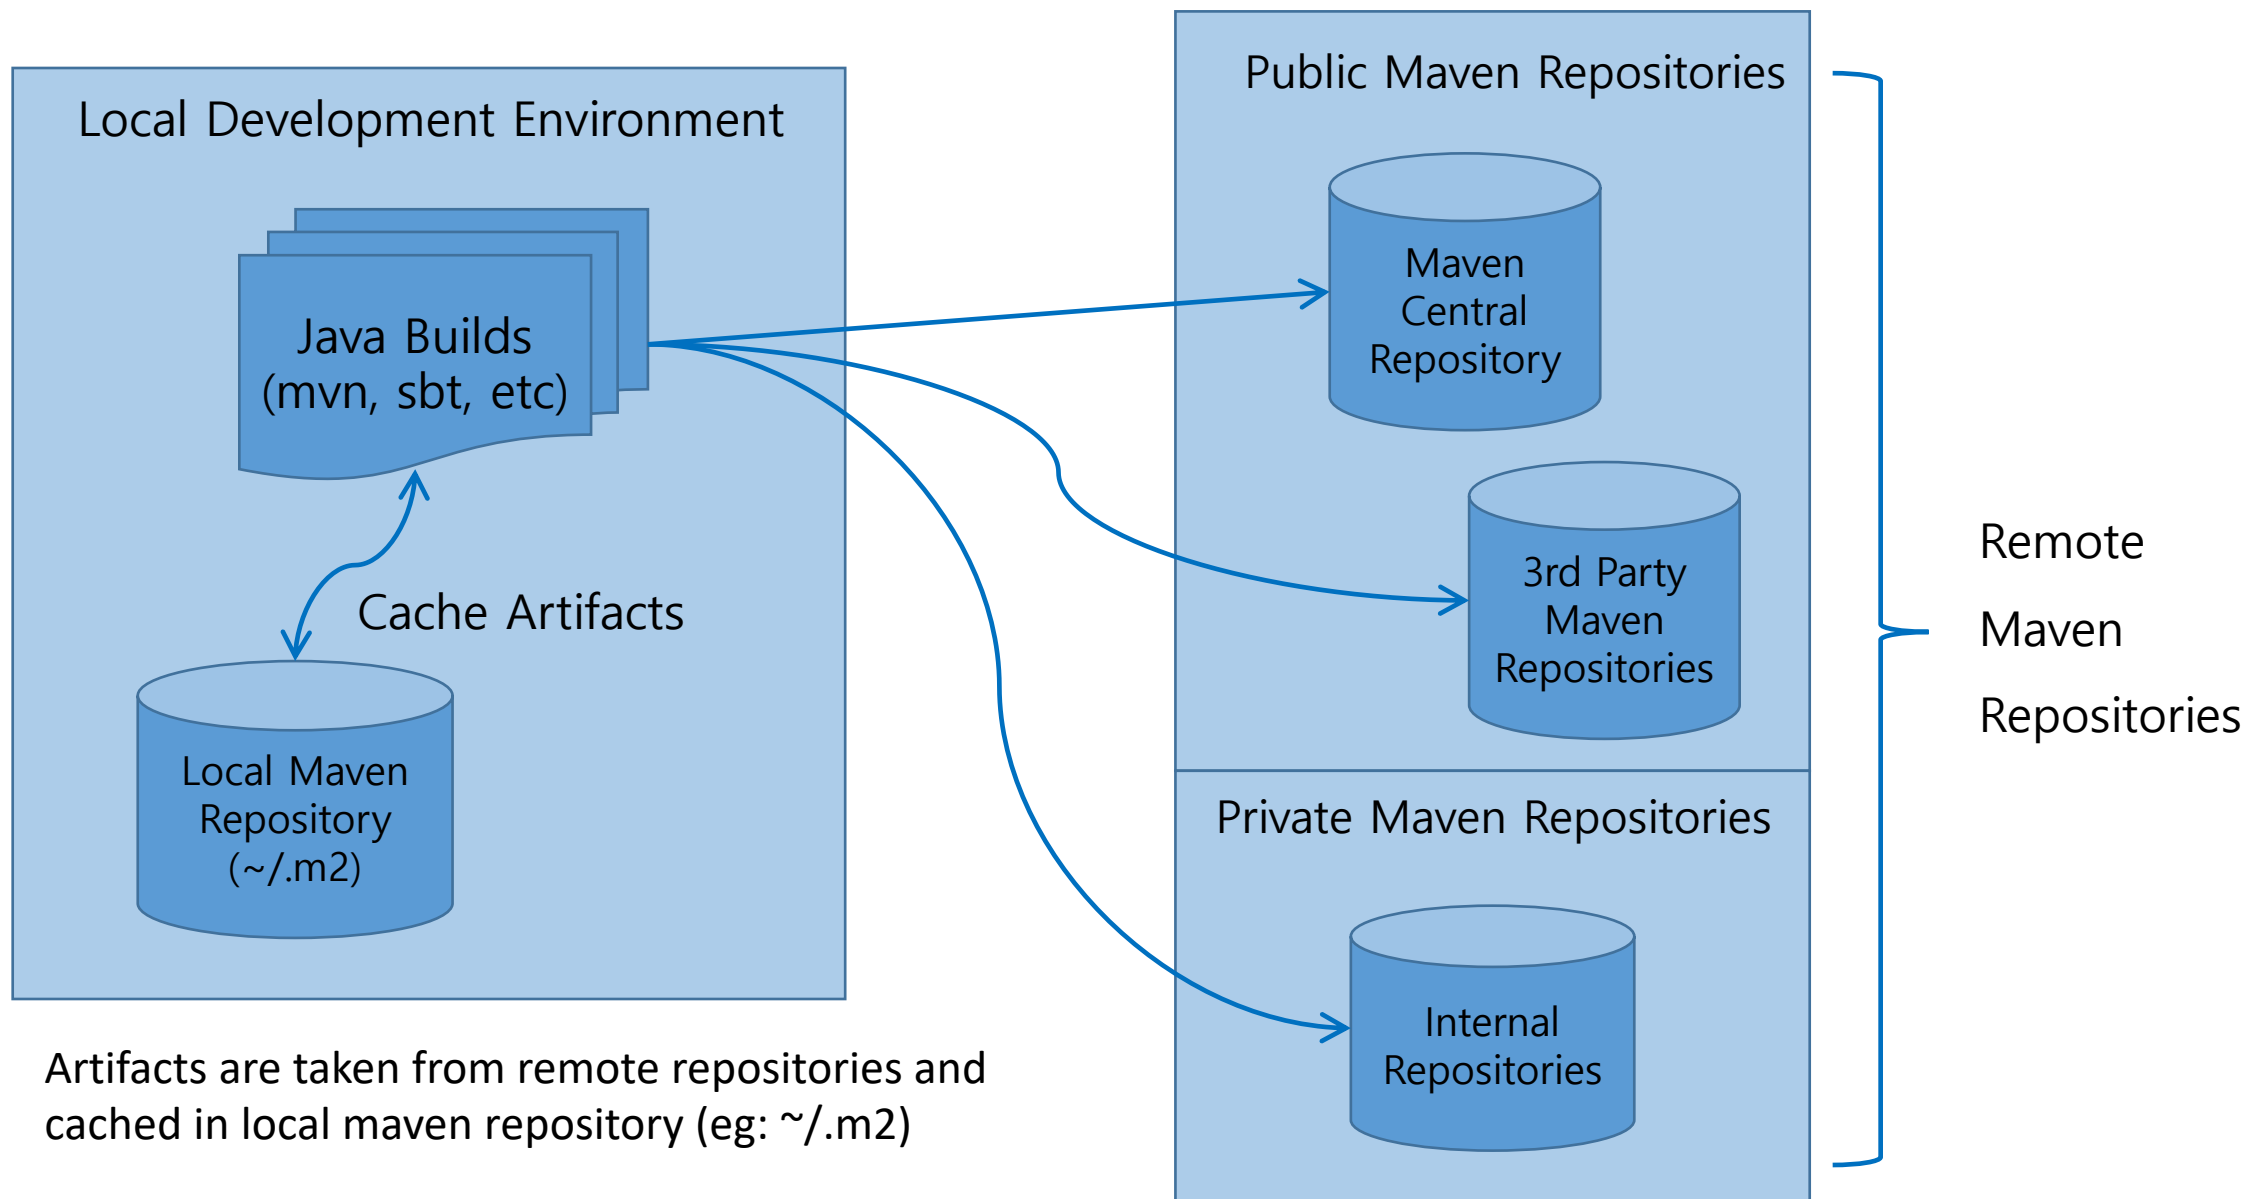 Local Development Environment
Java Builds
(mvn, sbt, etc)
Cache Artifacts
Local Maven
Repository
(~/.m2)
Artifacts are taken from remote repositories and
cached in local maven repository (eg: ~/.m2)
Public Maven Repositories
Maven
Central
Repository
3rd Party
Maven
Repositories
Private Maven Repositories
Internal
Repositories
Remote
Maven
Repositories